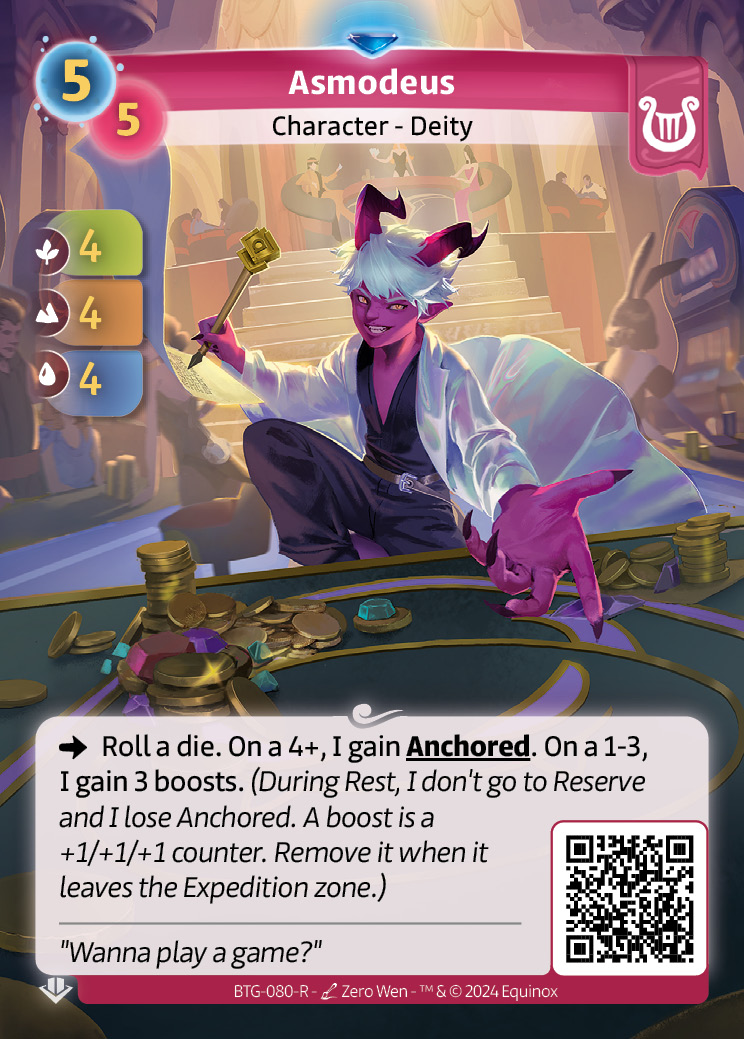 5
Asmodeus
5
Character - Deity
4
4
4
Roll a die. On a 4+, I gain Anchored. On a 1-3,
I gain 3 boosts. (During Rest, I don't go to Reserve
and I lose Anchored. A boost is a
+1/+1/+1 counter. Remove it when it
leaves the Expedition zone.)
"Wanna play a game?"
BTG-080-R - Zero Wen - ™ & © 2024 Equinox